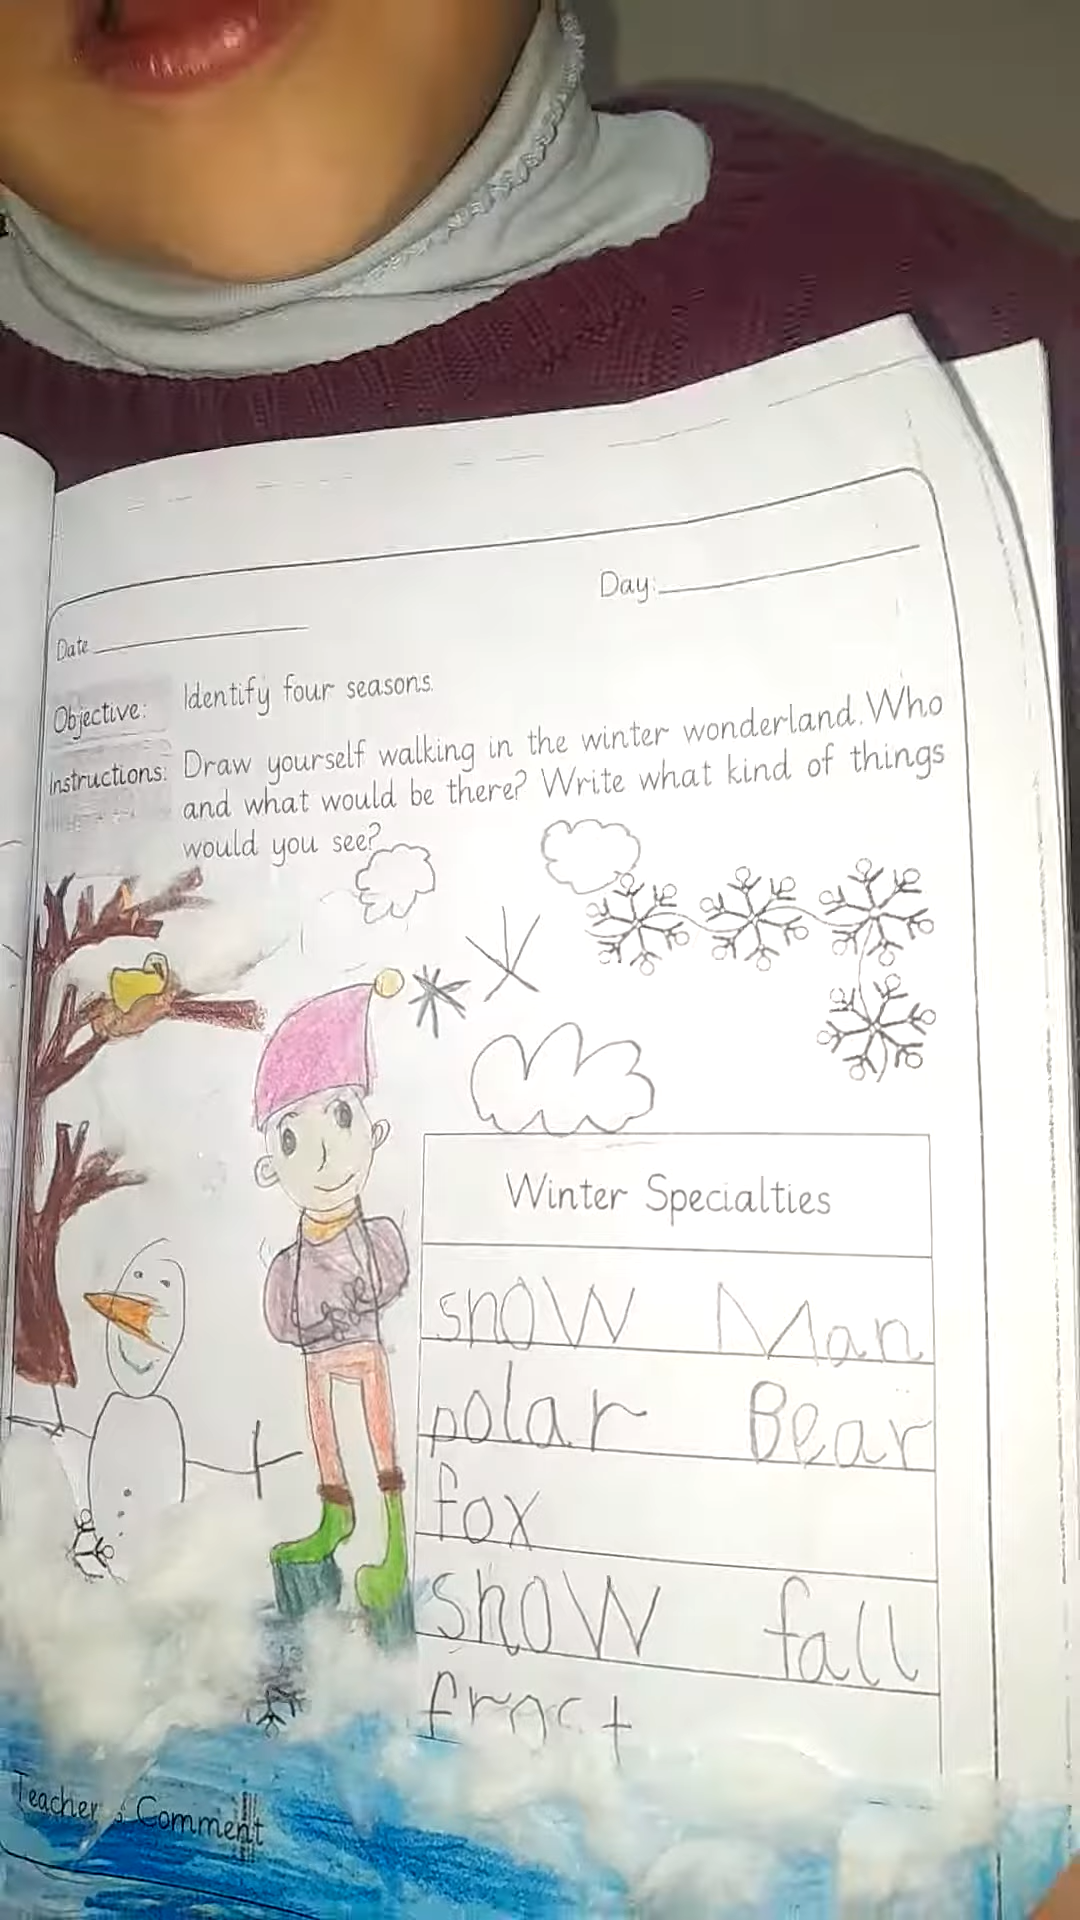 Day:
Date
Objective: Identify four seasons.
Instructions: Draw yourself walking in the winter wonderland. Who
and what would be there? Write what kind of things
would you see?
Winter Specialties
snow Man
polar Bear
fox
snow fall
Teacher's Comment